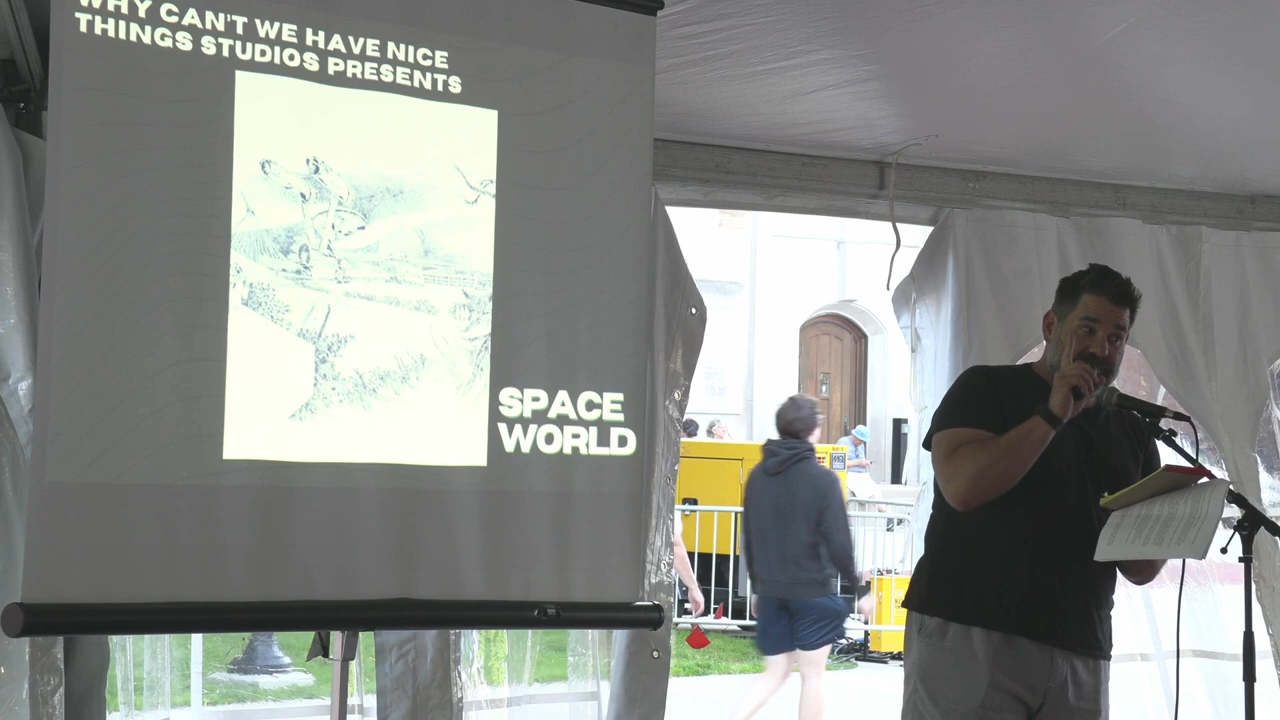 WHY CAN'T WE HAVE NICE
THINGS STUDIOS PRESENTS
SPACE
WORLD